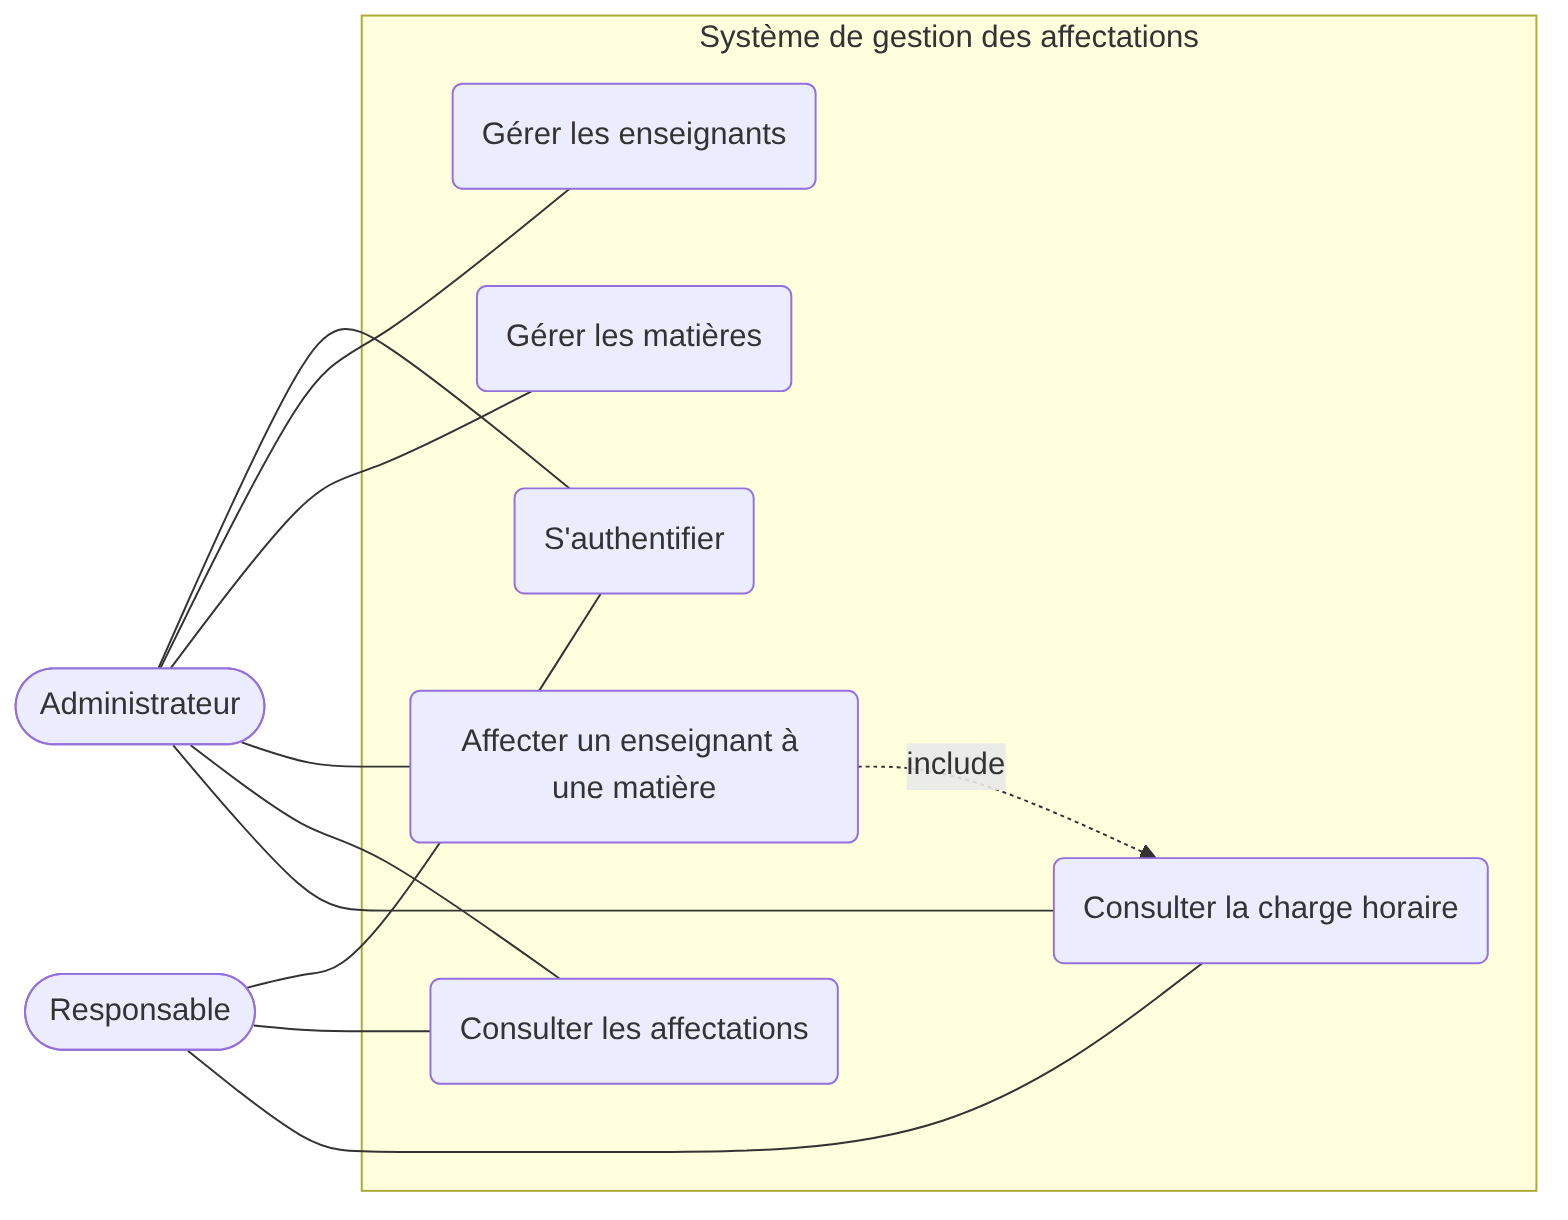 Système de gestion des affectations
Gérer les enseignants
Gérer les matières
S'authentifier
Administrateur
Affecter un enseignant à
une matière
include
Consulter la charge horaire
Responsable
Consulter les affectations